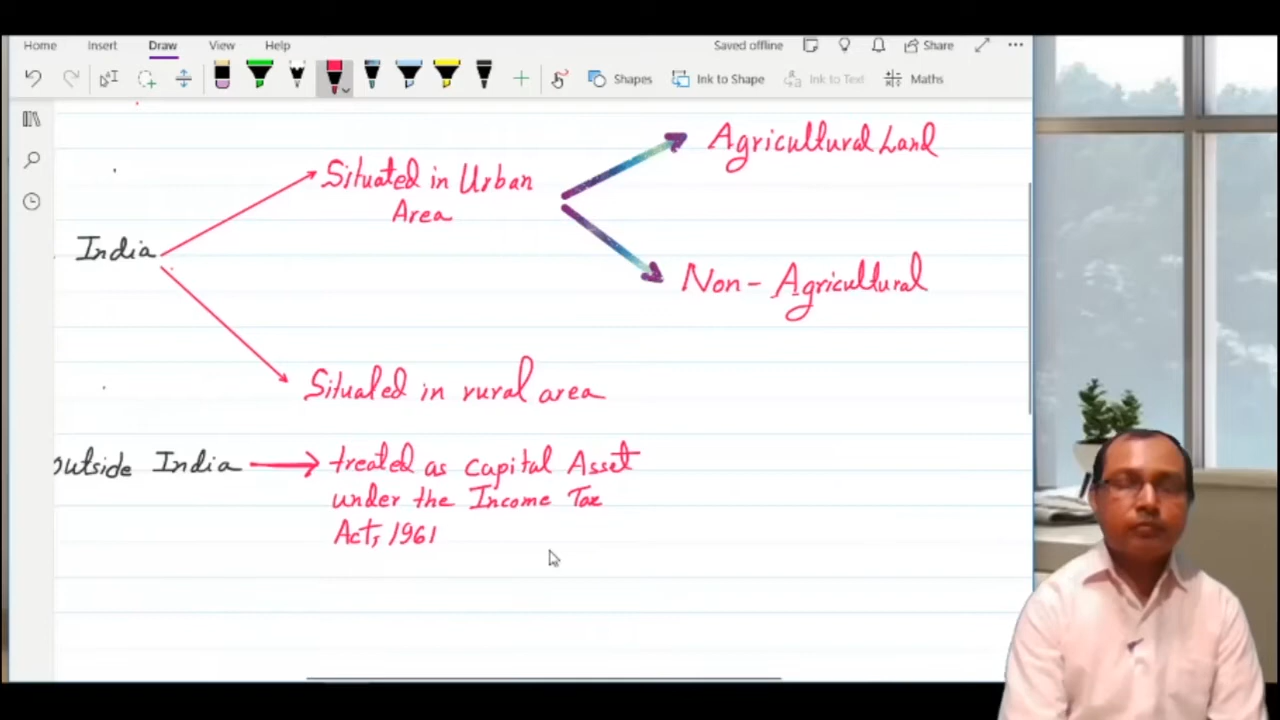 Home Insert Draw View Help Saved offline Share
Shapes Ink to Shape Ink to Text Maths
Agricultural Land
Situated in Urban
Area
India
Non - Agricultural
Situated in rural area
outside India treated as capital Asset
under the Income Tax
Act, 1961